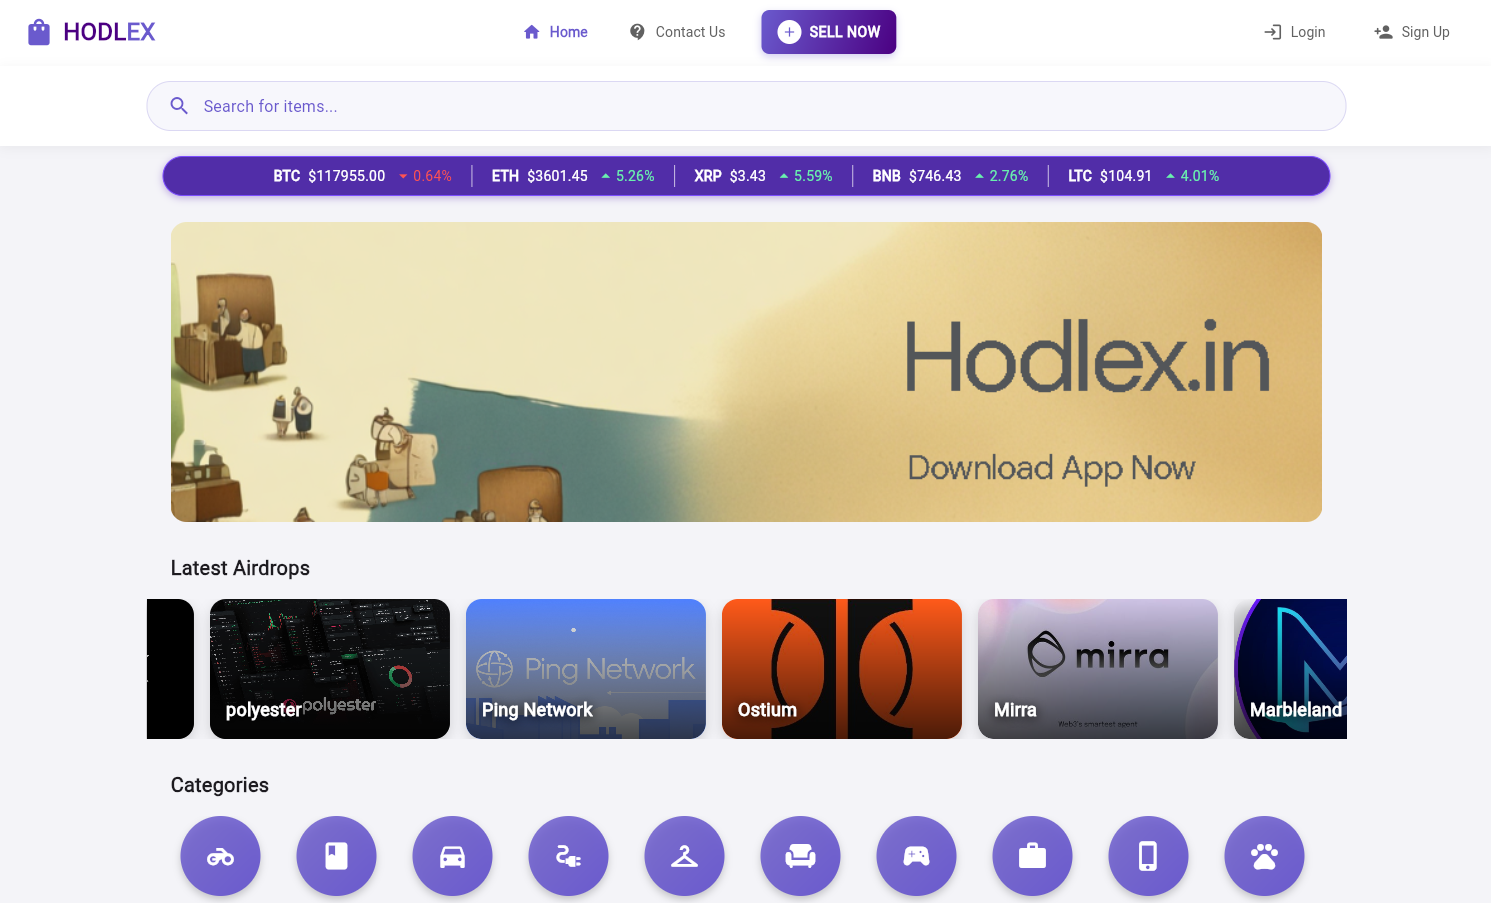 HODLEX
Home
Contact Us
SELL NOW
Login
Sign Up
Search for items...
BTC $117955.00 0.64%
ETH $3601.45 5.26%
XRP $3.43 5.59%
BNB $746.43 2.76%
LTC $104.91 4.01%
Hodlex.in
Download App Now
Latest Airdrops
polyester
polyester
Ping Network
Ping Network
Ostium
mirra
Mirra
Web3's smartest agent
Marbleland
Categories